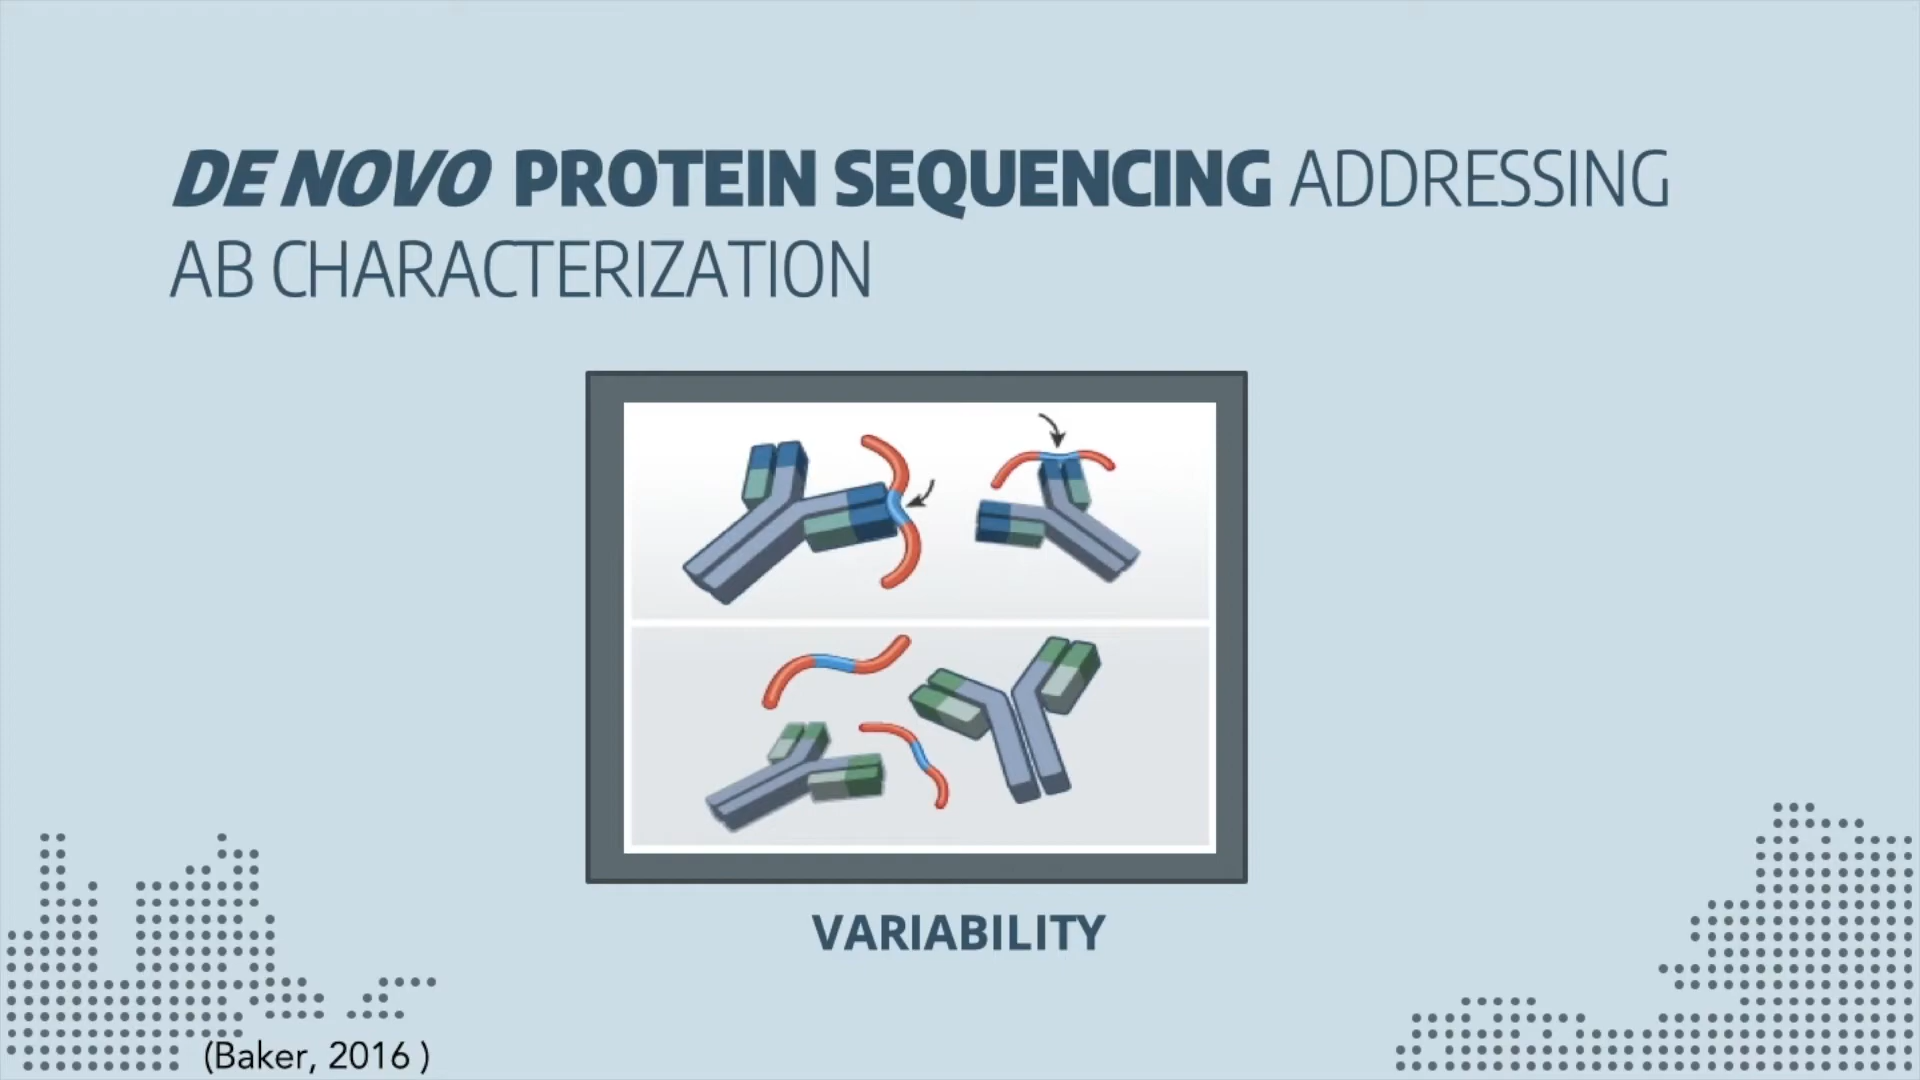 DE NOVO PROTEIN SEQUENCING ADDRESSING
AB CHARACTERIZATION
VARIABILITY
(Baker, 2016 )